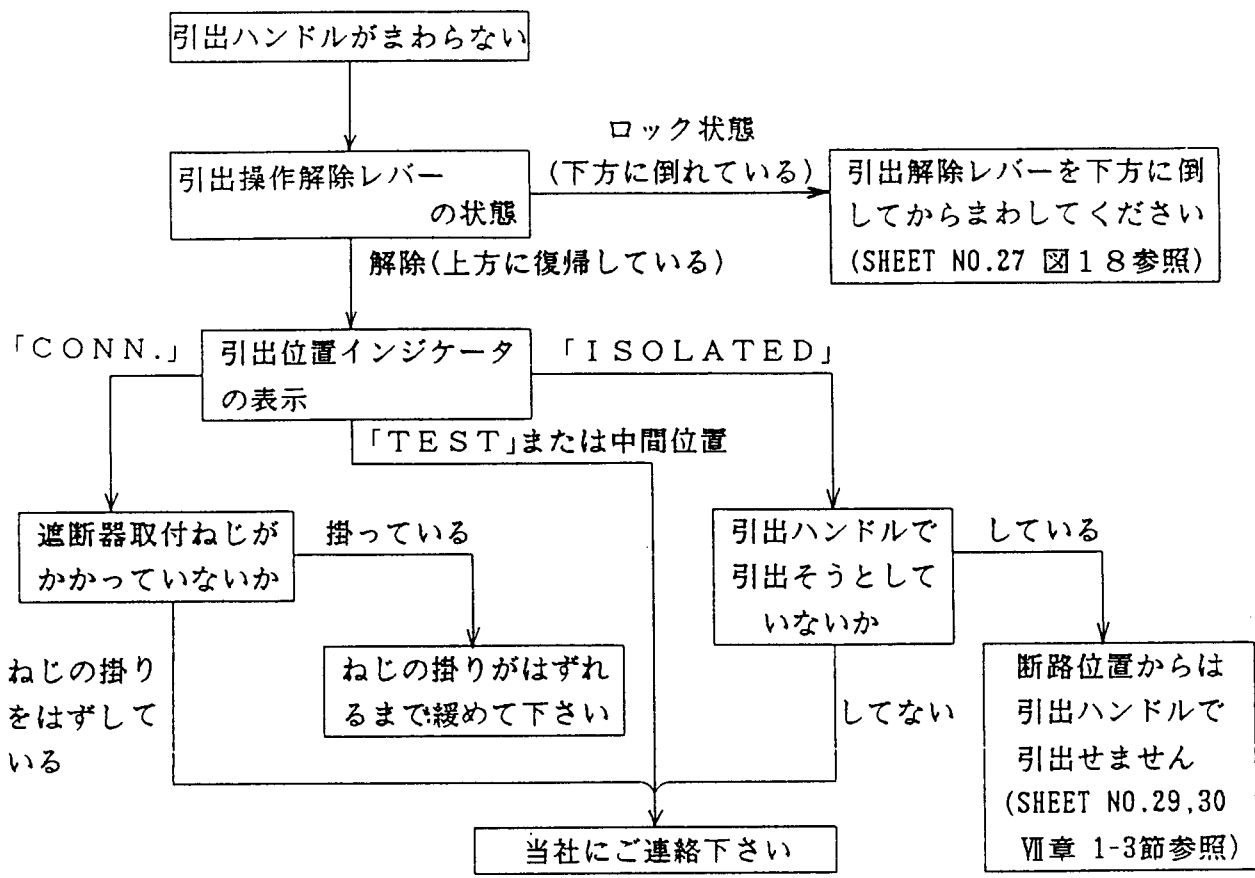 引出ハンドルがまわらない
引出操作解除レバー
の状態
ロック状態
(下方に倒れている)
引出解除レバーを下方に倒
してからまわしてください
(SHEET NO.27 図18参照)
解除(上方に復帰している)
「CONN.」
引出位置インジケータ
の表示
「ISOLATED」
「TEST」または中間位置
遮断器取付ねじが
かかっていないか
掛っている
引出ハンドルで
引出そうとして
いないか
している
ねじの掛り
をはずして
いる
ねじの掛りがはずれ
るまで緩めて下さい
してない
断路位置からは
引出ハンドルで
引出せません
(SHEET NO.29,30
Ⅶ章 1-3節参照)
当社にご連絡下さい